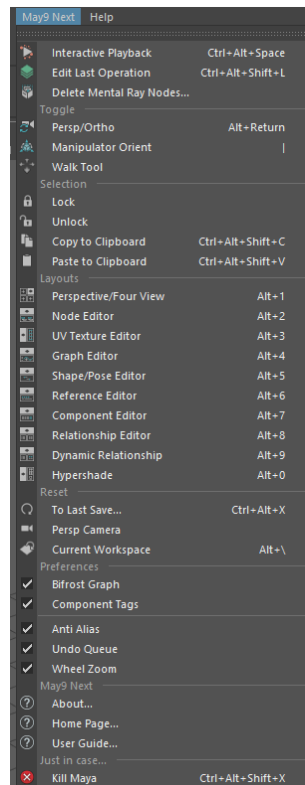 May9 Next Help
Interactive Playback Ctrl+Alt+Space
Edit Last Operation Ctrl+Alt+Shift+L
Delete Mental Ray Nodes...
Toggle
Persp/Ortho Alt+Return
Manipulator Orient |
Walk Tool
Selection
Lock
Unlock
Copy to Clipboard Ctrl+Alt+Shift+C
Paste to Clipboard Ctrl+Alt+Shift+V
Layouts
Perspective/Four View Alt+1
Node Editor Alt+2
UV Texture Editor Alt+3
Graph Editor Alt+4
Shape/Pose Editor Alt+5
Reference Editor Alt+6
Component Editor Alt+7
Relationship Editor Alt+8
Dynamic Relationship Alt+9
Hypershade Alt+0
Reset
To Last Save... Ctrl+Alt+X
Persp Camera
Current Workspace Alt+\
Preferences
Bifrost Graph
Component Tags
Anti Alias
Undo Queue
Wheel Zoom
May9 Next
About...
Home Page...
User Guide...
Just in case...
Kill Maya Ctrl+Alt+Shift+X